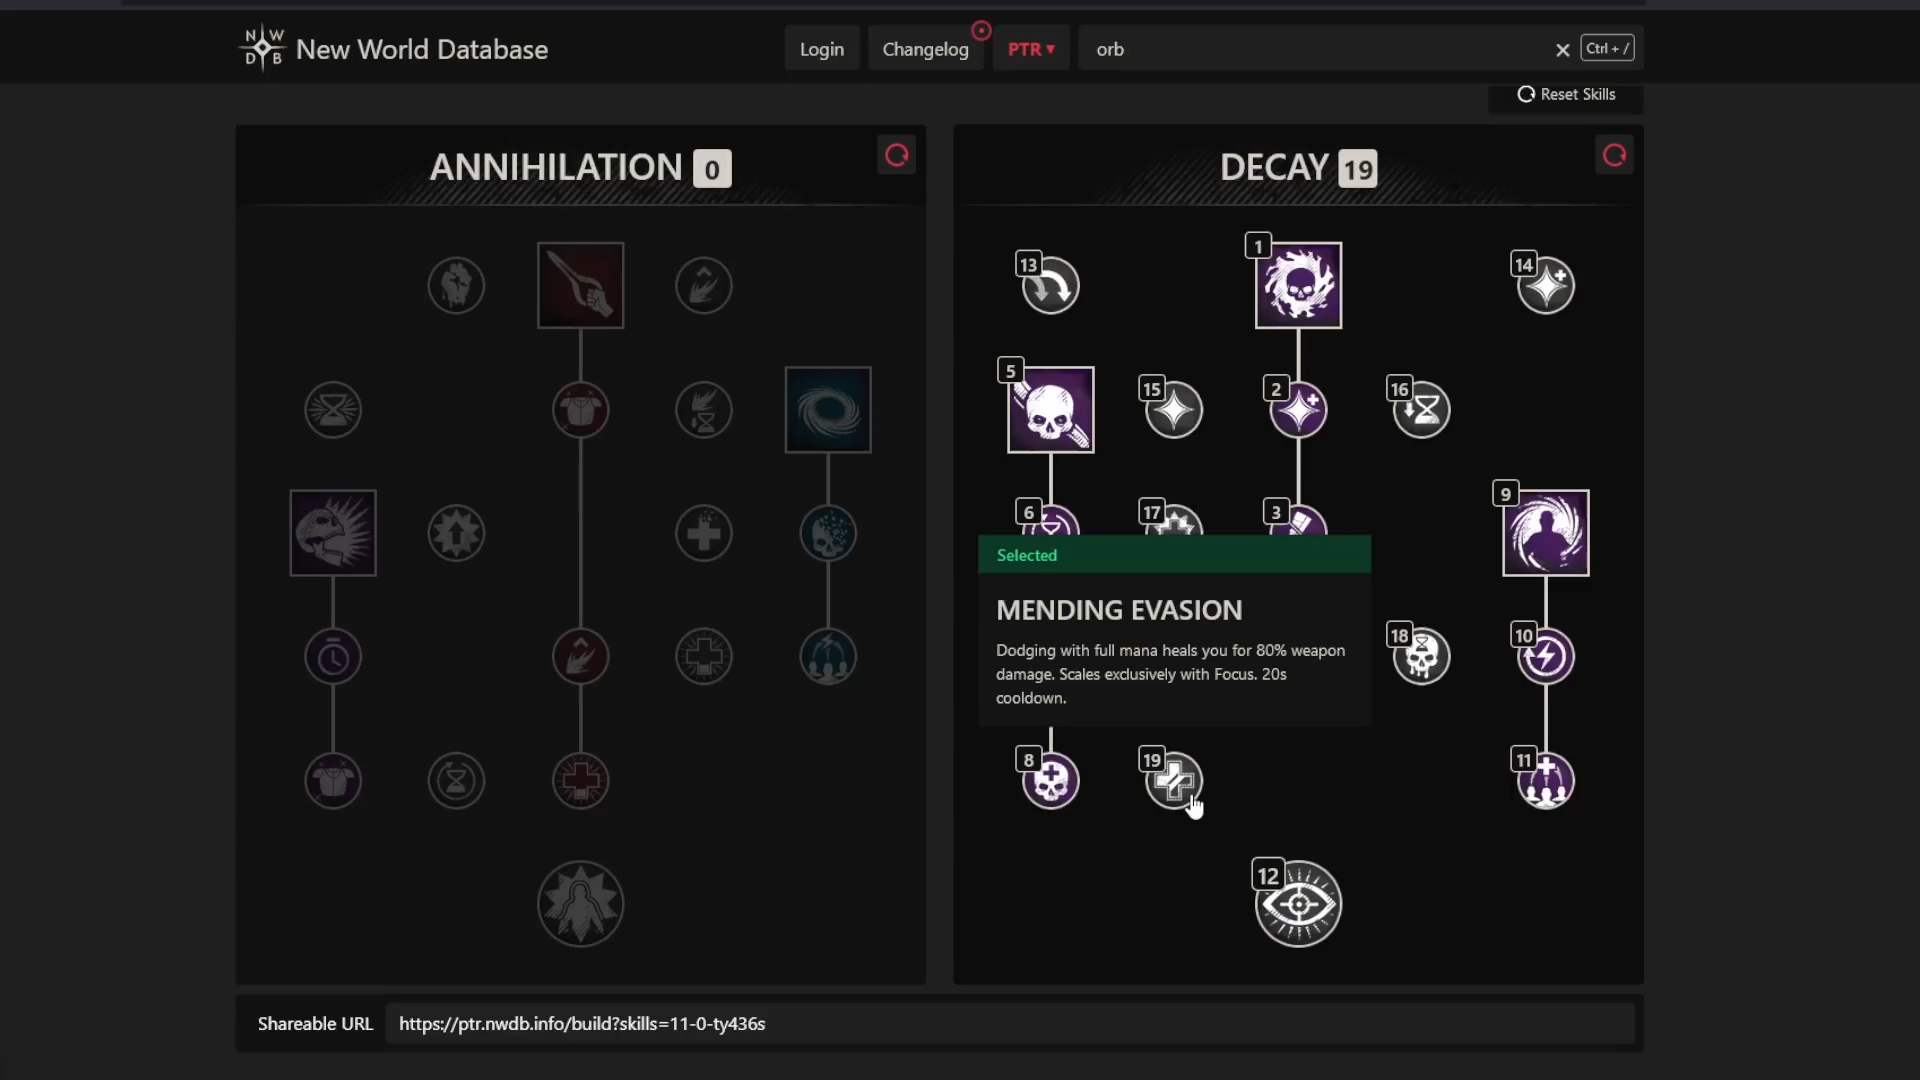 N W
D B
New World Database
Login
Changelog
PTR ▾
orb
Ctrl + /
Reset Skills
ANNIHILATION 0
DECAY 19
13
1
14
5
15
2
16
6
17
3
9
Selected
MENDING EVASION
Dodging with full mana heals you for 80% weapon
damage. Scales exclusively with Focus. 20s
cooldown.
18
10
8
19
11
12
Shareable URL
https://ptr.nwdb.info/build?skills=11-0-ty436s